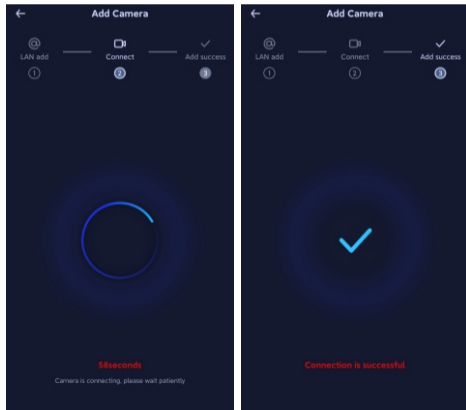 Add Camera
LAN add Connect Add success
1 2 3
58seconds
Camera is connecting, please wait patiently
Add Camera
LAN add Connect Add success
1 2 3
Connection is successful